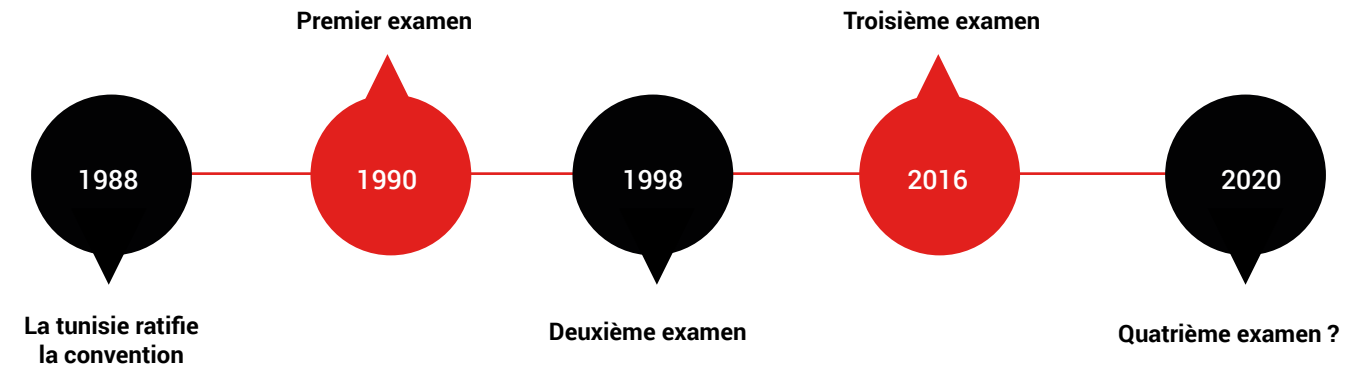 Premier examen
Troisième examen
1988
1990
1998
2016
2020
La tunisie ratifie
la convention
Deuxième examen
Quatrième examen ?